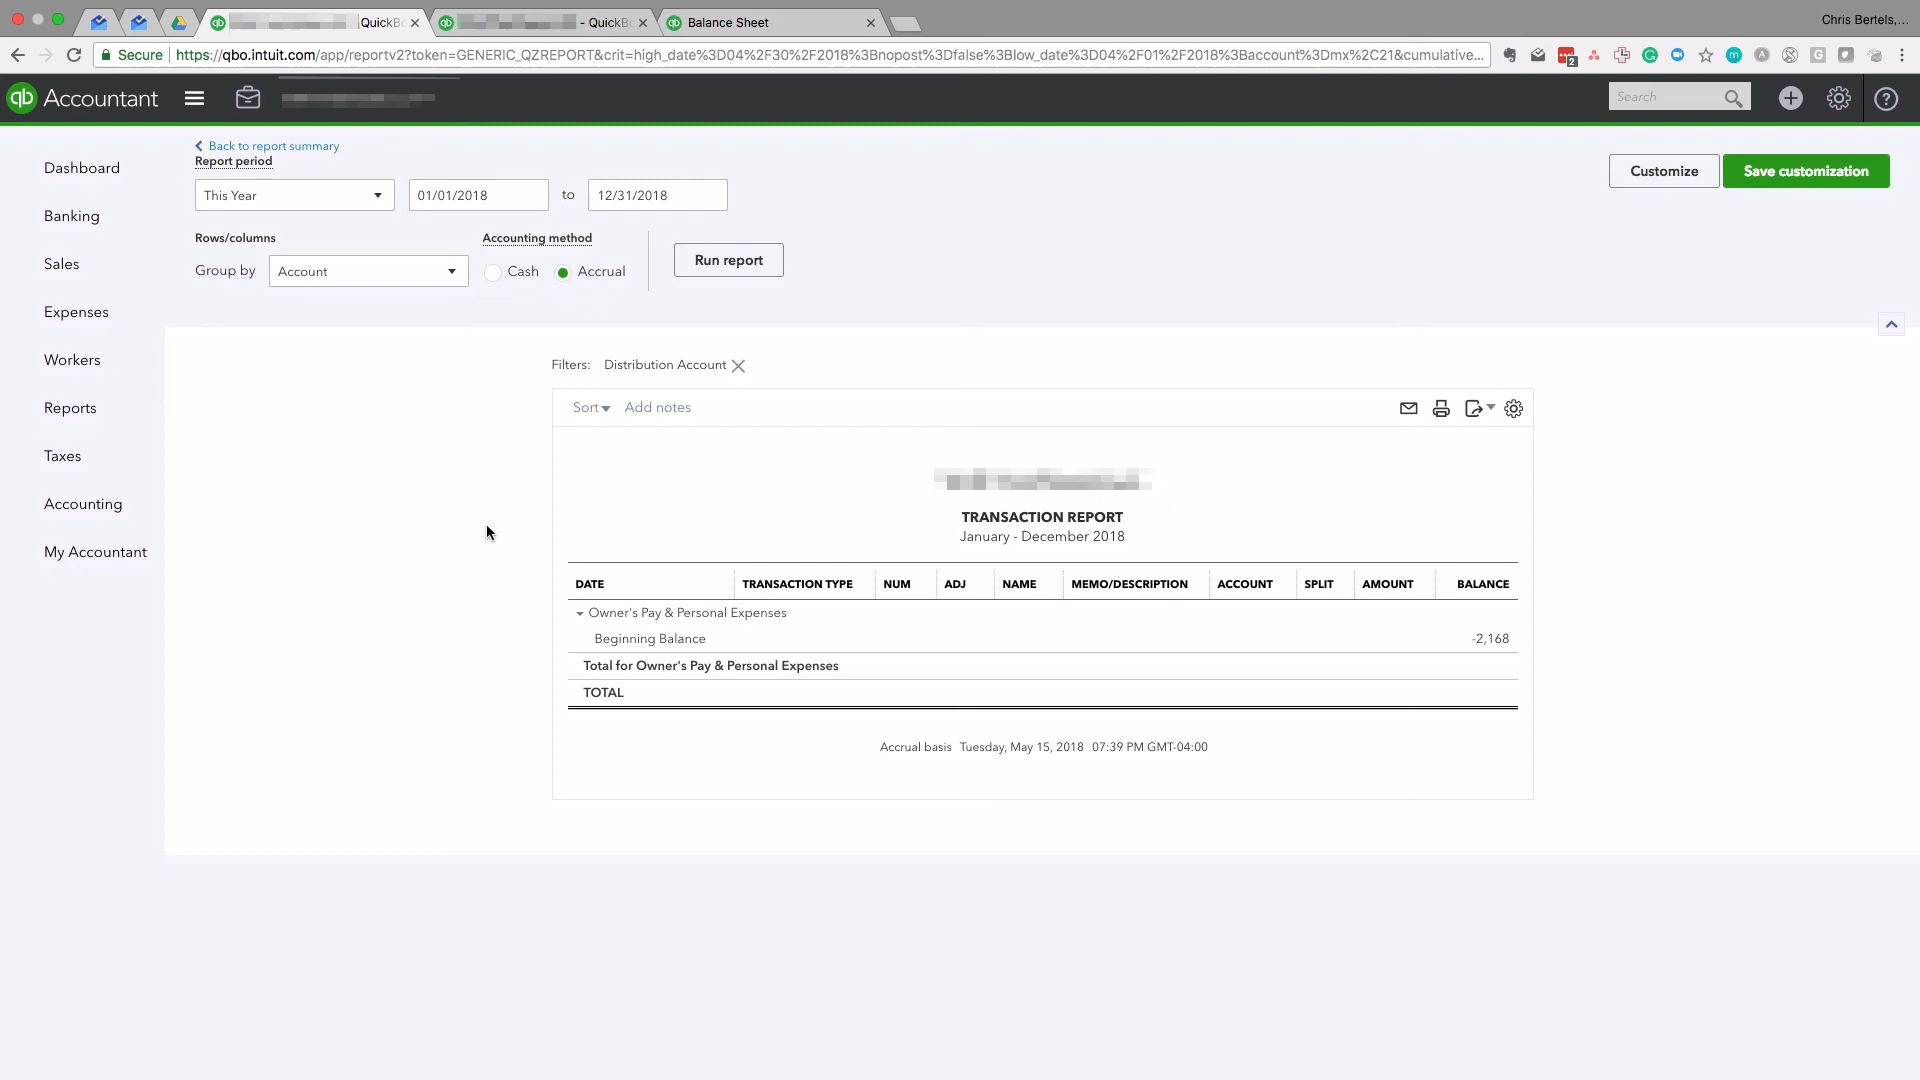 QuickB
- QuickB
Balance Sheet
Chris Bertels,...
Secure
https://qbo.intuit.com/app/reportv2?token=GENERIC_QZREPORT&crit=high_date%3D04%2F30%2F2018%3Bnopost%3Dfalse%3Blow_date%3D04%2F01%2F2018%3Baccount%3Dmx%2C21&cumulative...
2
qb Accountant
Search
Dashboard
Banking
Sales
Expenses
Workers
Reports
Taxes
Accounting
My Accountant
Back to report summary
Report period
This Year 01/01/2018 to 12/31/2018
Customize Save customization
Rows/columns Accounting method
Group by Account Cash Accrual
Run report
Filters: Distribution Account
Sort Add notes
TRANSACTION REPORT
January - December 2018
DATE TRANSACTION TYPE NUM ADJ NAME MEMO/DESCRIPTION ACCOUNT SPLIT AMOUNT BALANCE
Owner's Pay & Personal Expenses
Beginning Balance -2,168
Total for Owner's Pay & Personal Expenses
TOTAL
Accrual basis Tuesday, May 15, 2018 07:39 PM GMT-04:00